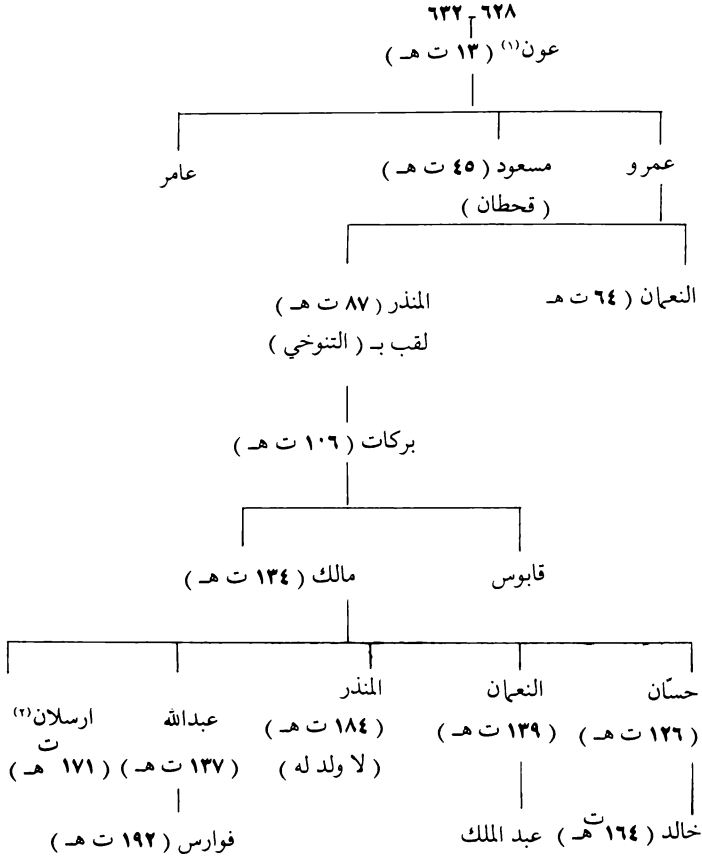 ٦٢٨ - ٦٣٢
عون (١) (١٣ ت هـ)
عمرو
مسعود (٤٥ ت هـ)
عامر
(قحطان)
النعمان (٦٤ ت هـ
المنذر (٨٧ ت هـ)
لقب بـ (التنوخي)
بركات (١٠٦ ت هـ)
قابوس
مالك (١٣٤ ت هـ)
حسّان
(١٢٦ ت هـ)
النعمان
(١٣٩ ت هـ)
المنذر
(١٨٤ ت هـ)
(لا ولد له)
عبدالله
(١٣٧ ت هـ)
ارسلان (٢)
(١٧١ ت هـ)
خالد (١٦٤ ت هـ)
عبد الملك
فوارس (١٩٢ ت هـ)